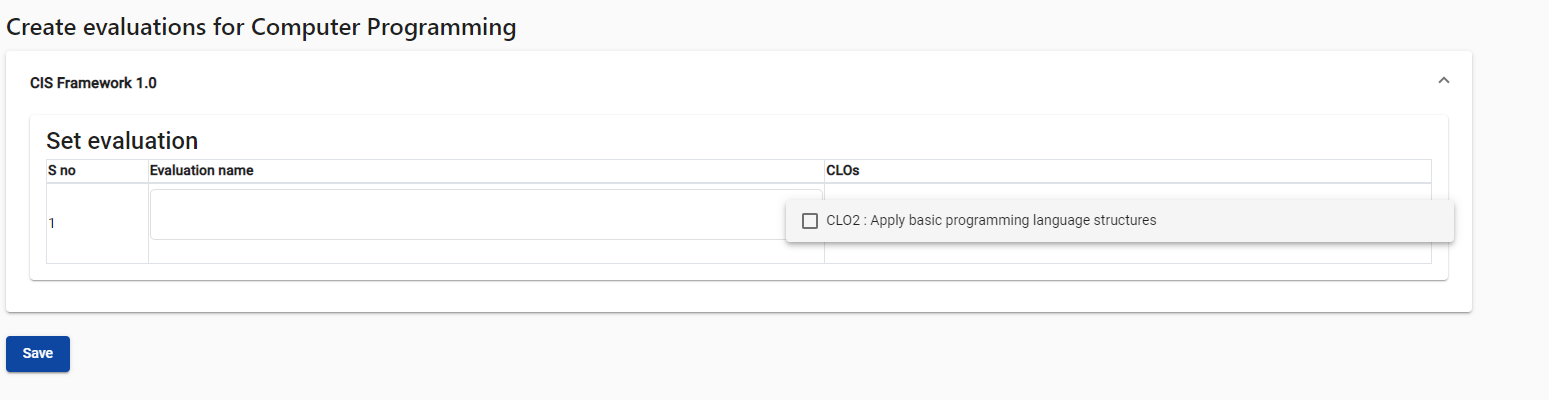 Create evaluations for Computer Programming
CIS Framework 1.0
Set evaluation
S no Evaluation name CLOs
1
CLO2 : Apply basic programming language structures
Save